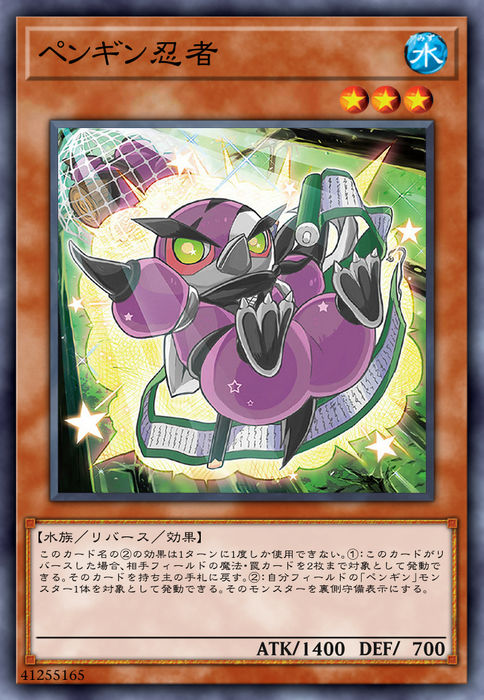 ペンギン忍者
みず
水
【水族／リバース／効果】
このカード名の②の効果は1ターンに1度しか使用できない。①：このカードがリ
バースした場合、相手フィールドの魔法・罠カードを2枚まで対象として発動で
きる。そのカードを持ち主の手札に戻す。②：自分フィールドの「ペンギン」モン
スター1体を対象として発動できる。そのモンスターを裏側守備表示にする。
ATK/1400 DEF/ 700
41255165